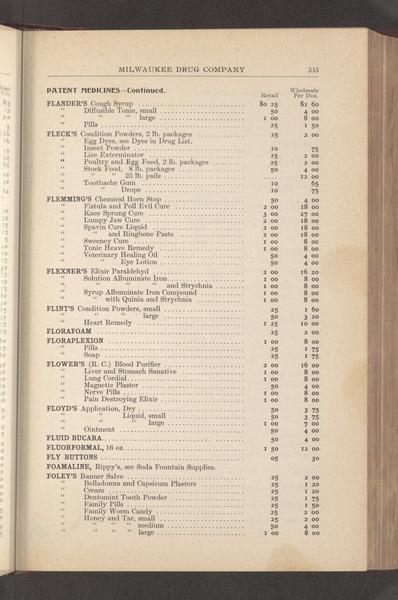 MILWAUKEE DRUG COMPANY 333
PATENT MEDICINES—Continued. Retail Wholesale Per Doz.
FLANDER'S Cough Syrup $0 25 $1 60
" Diffusible Tonic, small 50 4 00
" " " large 1 00 8 00
" Pills 25 1 50
FLECK'S Condition Powders, 2 lb. packages 25 2 00
" Egg Dyes, see Dyes in Drug List.
" Insect Powder 10 75
" Lice Exterminator 25 2 00
" Poultry and Egg Food, 2 lb. packages 25 2 00
" Stock Food, 8 lb. packages 50 4 00
" " " 25 lb. pails 12 00
" Toothache Gum 10 65
" " Drops 10 75
FLEMMING'S Chemical Horn Stop 50 4 00
" Fistula and Poll Evil Cure 2 00 18 00
" Knee Sprung Cure 3 00 27 00
" Lumpy Jaw Cure 2 00 18 00
" Spavin Cure Liquid 2 00 18 00
" " and Ringbone Paste 2 00 18 00
" Sweeney Cure 1 00 8 00
" Tonic Heave Remedy 1 00 8 00
" Veterinary Healing Oil 50 4 00
" " Eye Lotion 50 4 00
FLEXNER'S Elixir Paraldehyd 2 00 16 20
" Solution Albuminate Iron 1 00 8 00
" " " " and Strychnia 1 00 8 00
" Syrup Albuminate Iron Compound 1 00 8 00
" " with Quinia and Strychnia 1 00 8 00
FLINT'S Condition Powders, small 25 1 60
" " " large 50 3 20
" Heart Remedy 1 25 10 00
FLORAFOAM 25 2 00
FLORAPLEXION 1 00 8 00
" Pills 25 1 75
" Soap 25 1 75
FLOWER'S (R. C.) Blood Purifier 2 00 16 00
" Liver and Stomach Sanative 1 00 8 00
" Lung Cordial 1 00 8 00
" Magnetic Plaster 50 4 00
" Nerve Pills 1 00 8 00
" Pain Destroying Elixir 1 00 8 00
FLOYD'S Application, Dry 50 3 75
" " Liquid, small 50 3 75
" " " large 1 00 7 00
" Ointment 50 4 00
FLUID BUCARA 50 4 00
FLUORFORMAL, 16 oz. 1 50 12 00
FLY BUTTONS 05 30
FOAMALINE, Rippy's, see Soda Fountain Supplies.
FOLEY'S Banner Salve 25 2 00
" Belladonna and Capsicum Plasters 25 1 20
" Cream 25 1 20
" Dentomint Tooth Powder 25 1 75
" Family Pills 25 1 50
" Family Worm Candy 25 2 00
" Honey and Tar, small 25 2 00
" " " " medium 50 4 00
" " " " large 1 00 8 00